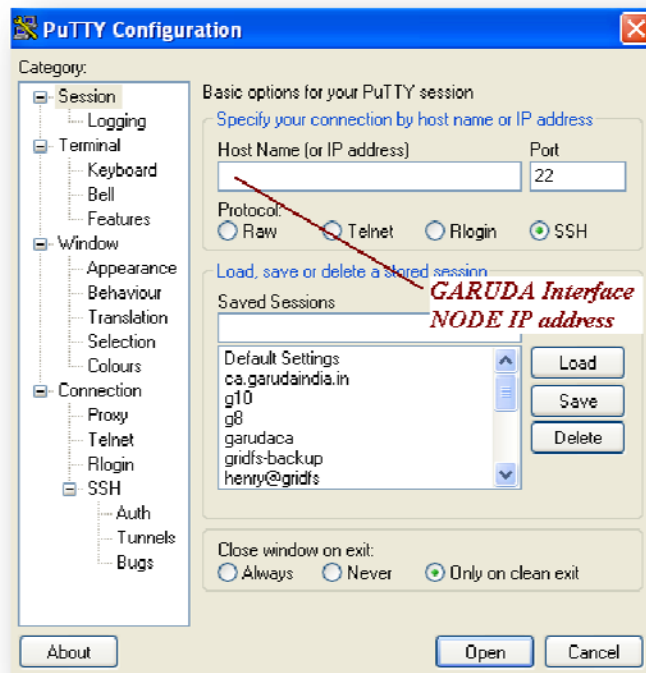 PuTTY Configuration
Category:
Session
Logging
Terminal
Keyboard
Bell
Features
Window
Appearance
Behaviour
Translation
Selection
Colours
Connection
Proxy
Telnet
Rlogin
SSH
Auth
Tunnels
Bugs
Basic options for your PuTTY session
Specify your connection by host name or IP address
Host Name (or IP address) Port
22
Protocol:
Raw Telnet Rlogin SSH
Load, save or delete a stored session
GARUDA Interface
NODE IP address
Saved Sessions
Default Settings
ca.garudaindia.in
g10
g8
garudaca
gridfs-backup
henry@gridfs
Load
Save
Delete
Close window on exit:
Always Never Only on clean exit
About Open Cancel